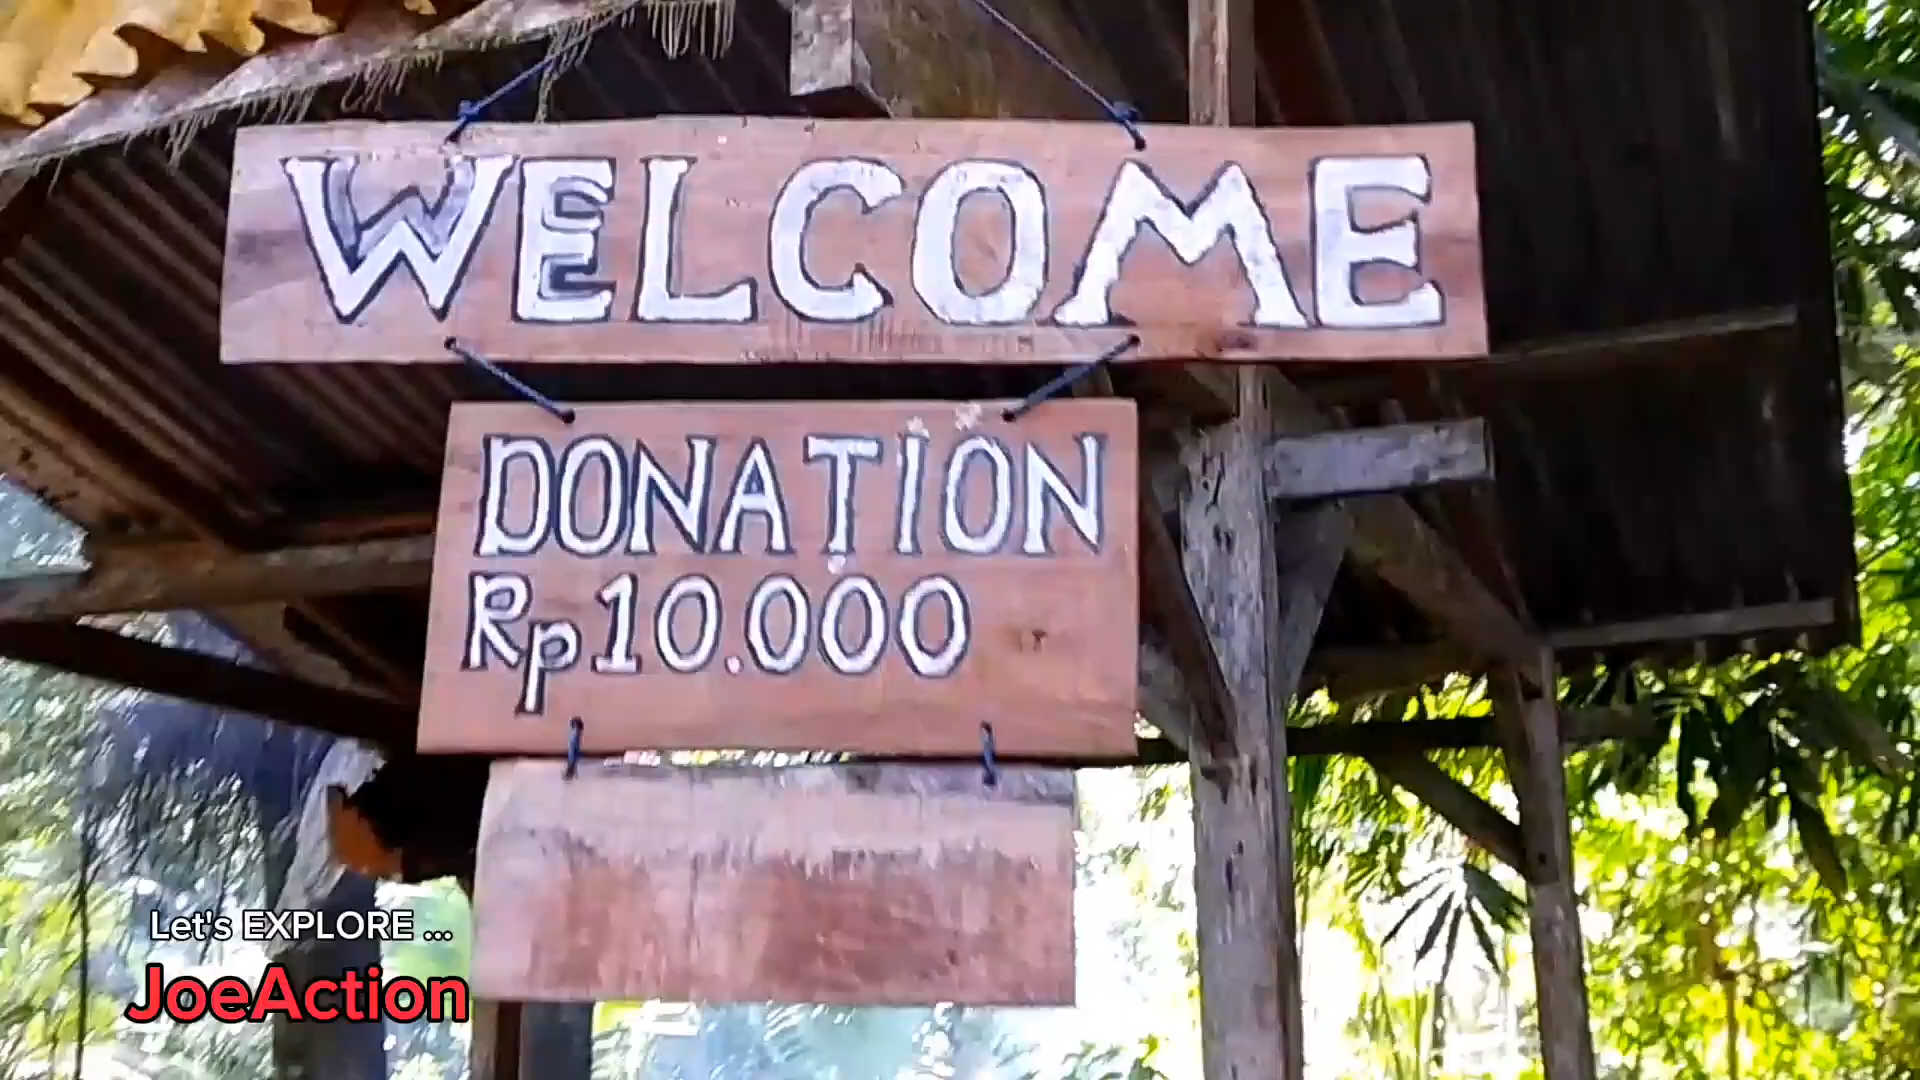 WELCOME
DONATION
Rp10.000
Let's EXPLORE ...
JoeAction